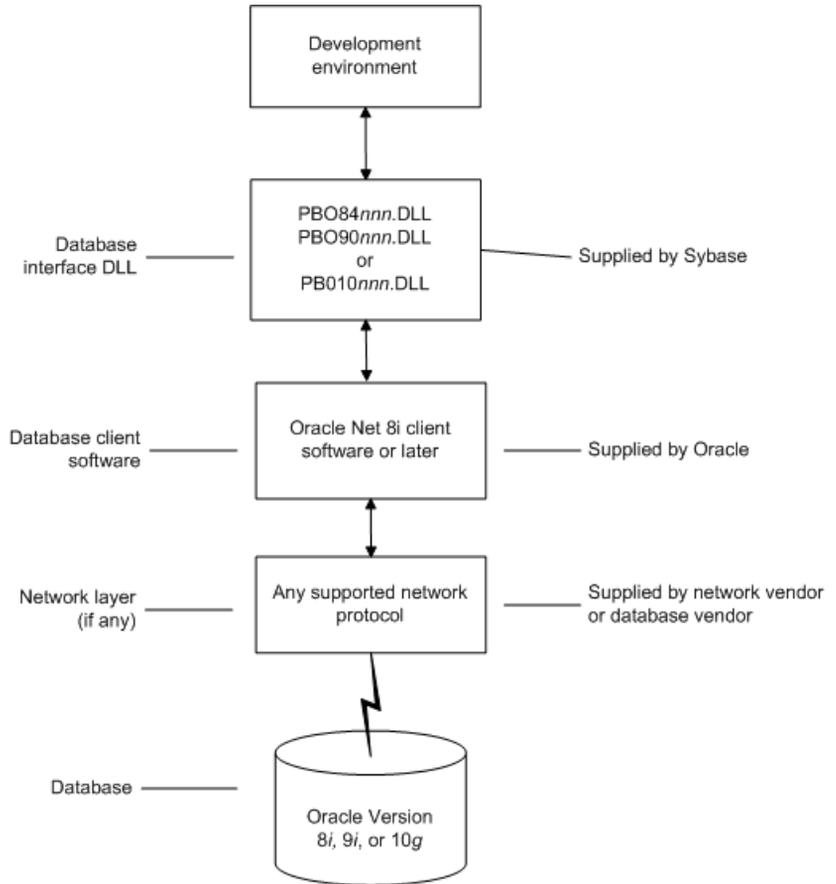 Development
environment
PBO84nnn.DLL
PBO90nnn.DLL
or
PB010nnn.DLL
Database
interface DLL
Supplied by Sybase
Oracle Net 8i client
software or later
Database client
software
Supplied by Oracle
Any supported network
protocol
Network layer
(if any)
Supplied by network vendor
or database vendor
Database
Oracle Version
8i, 9i, or 10g